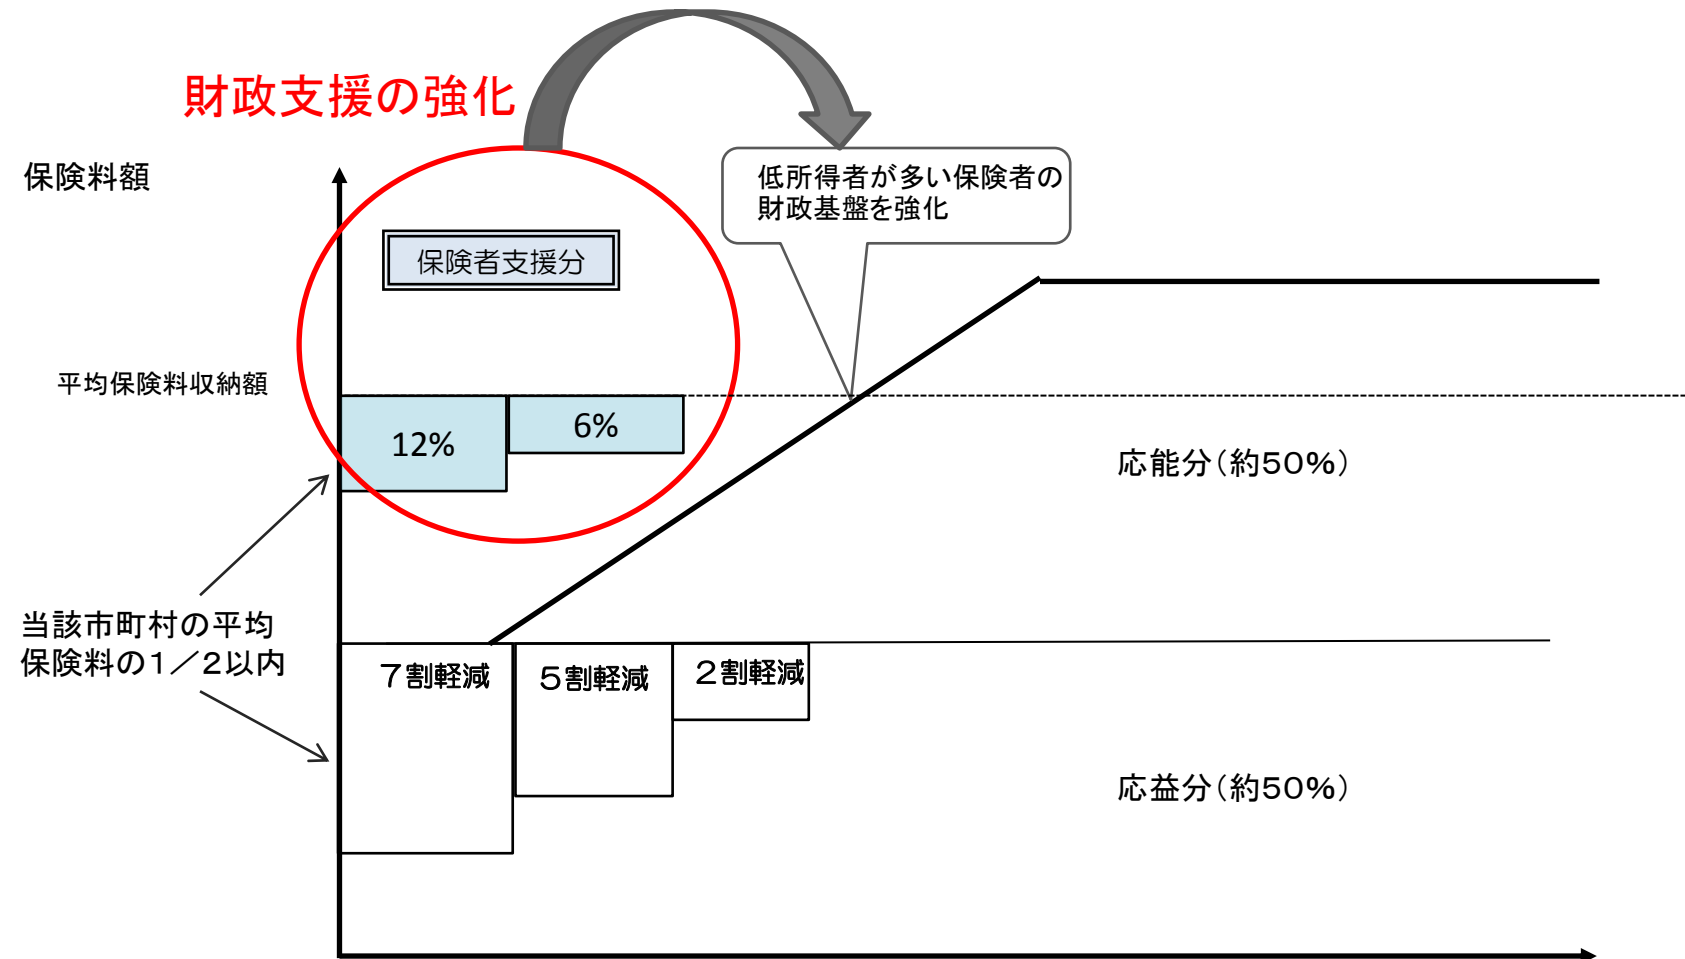 財政支援の強化
保険料額
低所得者が多い保険者の
財政基盤を強化
保険者支援分
平均保険料収納額
12%
6%
応能分（約50%）
当該市町村の平均
保険料の１／２以内
７割軽減
５割軽減
２割軽減
応益分（約50%）